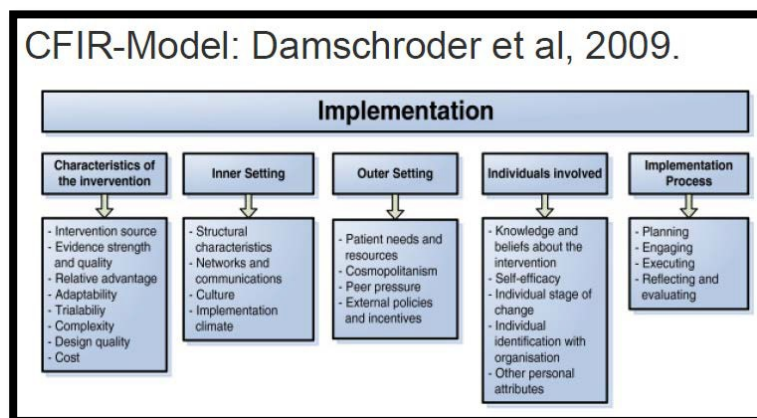 CFIR-Model: Damschroder et al, 2009.
Implementation
Characteristics of
the invervention
- Intervention source
- Evidence strength
and quality
- Relative advantage
- Adaptability
- Trialabiliy
- Complexity
- Design quality
- Cost
Inner Setting
- Structural
characteristics
- Networks and
communications
- Culture
- Implementation
climate
Outer Setting
- Patient needs and
resources
- Cosmopolitanism
- Peer pressure
- External policies
and incentives
Individuals involved
- Knowledge and
beliefs about the
intervention
- Self-efficacy
- Individual stage of
change
- Individual
identification with
organisation
- Other personal
attributes
Implementation
Process
- Planning
- Engaging
- Executing
- Reflecting and
evaluating